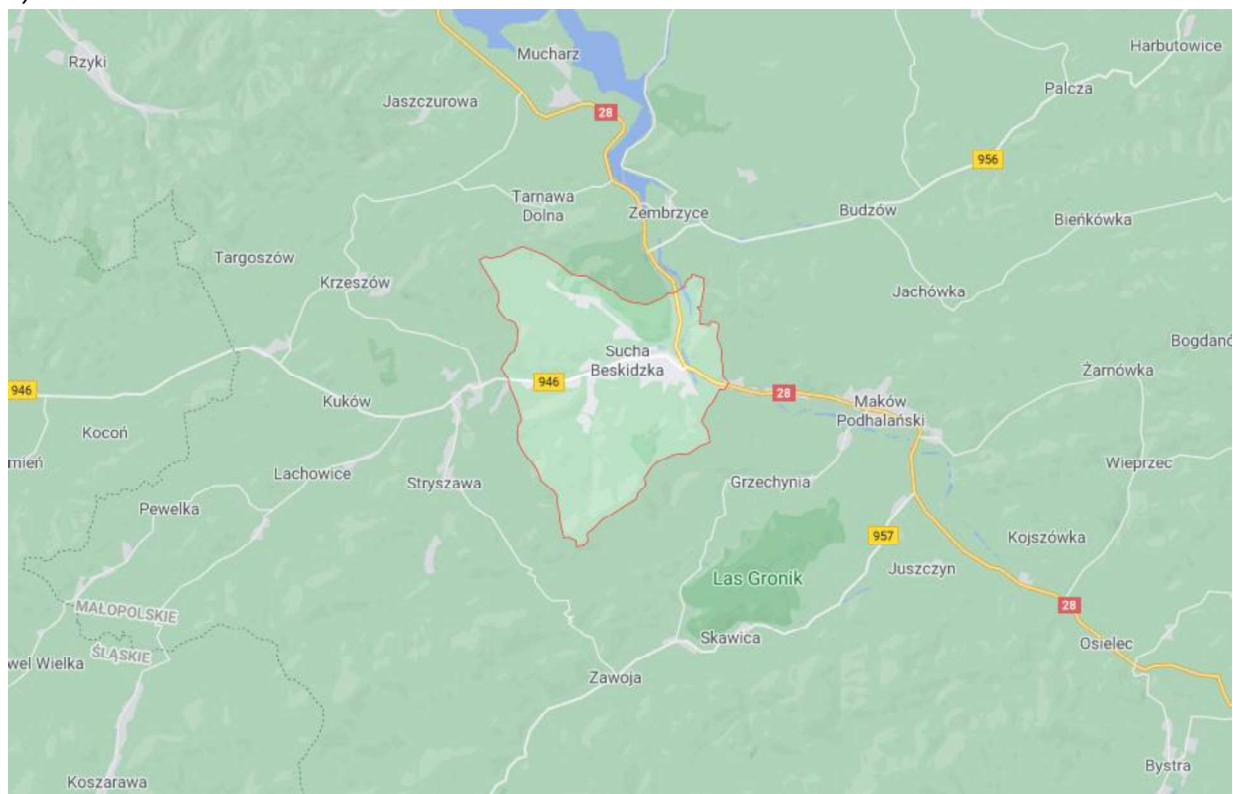 Mucharz
Harbutowice
Rzyki
Palcza
Jaszczurowa
28
956
Tarnawa
Dolna
Zembrzyce
Budzów
Bieńkówka
Targoszów
Krzeszów
Jachówka
Bogdanó
Sucha
Beskidzka
946
946
28
Żarnówka
Kuków
Maków
Podhalański
Kocoń
mień
Lachowice
Stryszawa
Grzechynia
Wieprzec
Pewelka
957
Kojszówka
Juszczyn
Las Gronik
MAŁOPOLSKIE
28
ŚLĄSKIE
Skawica
Osielec
wel Wielka
Zawoja
Bystra
Koszarawa